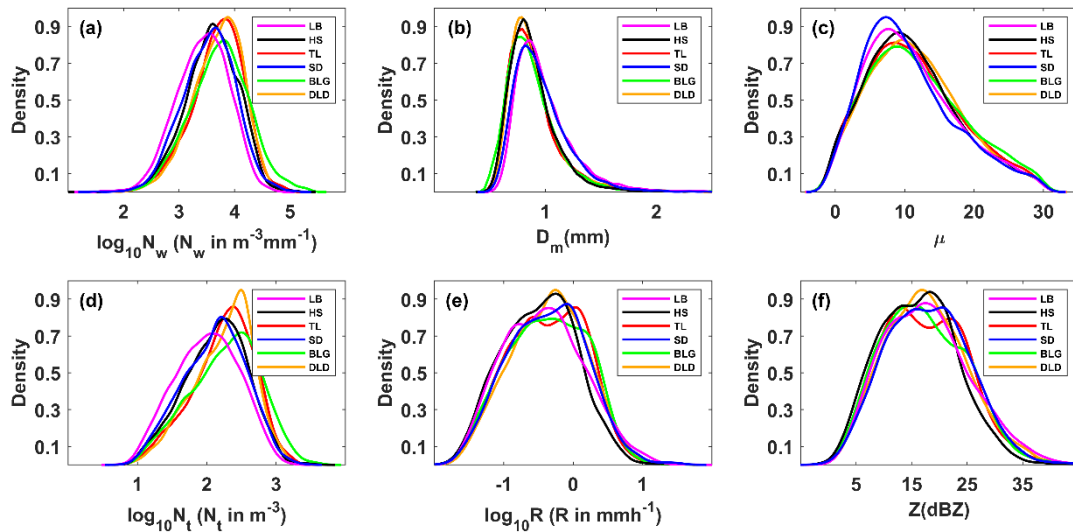 (a)
LB
HS
TL
SD
BLG
DLD
0.9
0.7
0.5
0.3
0.1
Density
2 3 4 5
log10Nw (Nw in m-3mm-1)
(b)
LB
HS
TL
SD
BLG
DLD
0.9
0.7
0.5
0.3
0.1
Density
1 2
Dm(mm)
(c)
LB
HS
TL
SD
BLG
DLD
0.9
0.7
0.5
0.3
0.1
Density
0 10 20 30
μ
(d)
LB
HS
TL
SD
BLG
DLD
0.9
0.7
0.5
0.3
0.1
Density
1 2 3
log10Nt (Nt in m-3)
(e)
LB
HS
TL
SD
BLG
DLD
0.9
0.7
0.5
0.3
0.1
Density
-1 0 1
log10R (R in mmh-1)
(f)
LB
HS
TL
SD
BLG
DLD
0.9
0.7
0.5
0.3
0.1
Density
5 15 25 35
Z(dBZ)